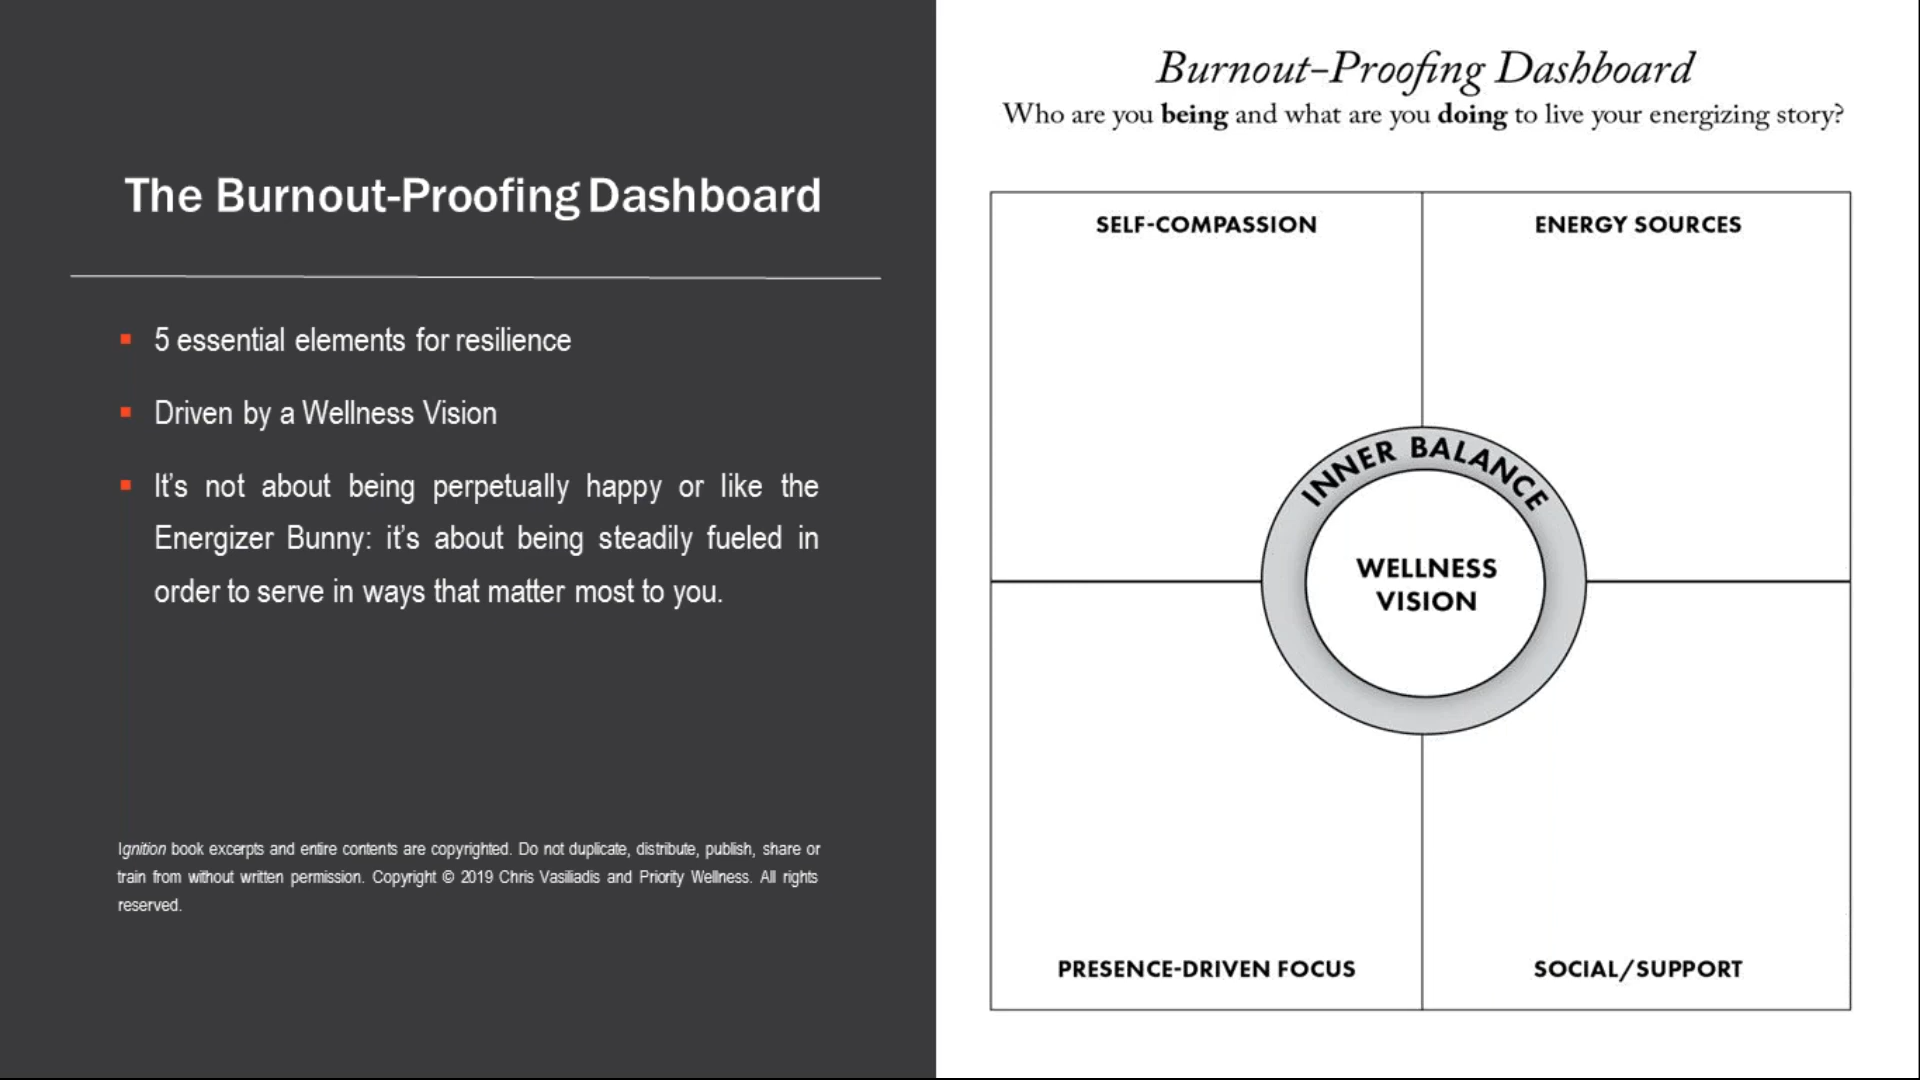 The Burnout-Proofing Dashboard
▪ 5 essential elements for resilience
▪ Driven by a Wellness Vision
▪ It’s not about being perpetually happy or like the
Energizer Bunny: it’s about being steadily fueled in
order to serve in ways that matter most to you.
Ignition book excerpts and entire contents are copyrighted. Do not duplicate, distribute, publish, share or
train from without written permission. Copyright © 2019 Chris Vasiliadis and Priority Wellness. All rights
reserved.
Burnout-Proofing Dashboard
Who are you being and what are you doing to live your energizing story?
SELF-COMPASSION
ENERGY SOURCES
INNER BALANCE
WELLNESS
VISION
PRESENCE-DRIVEN FOCUS
SOCIAL/SUPPORT